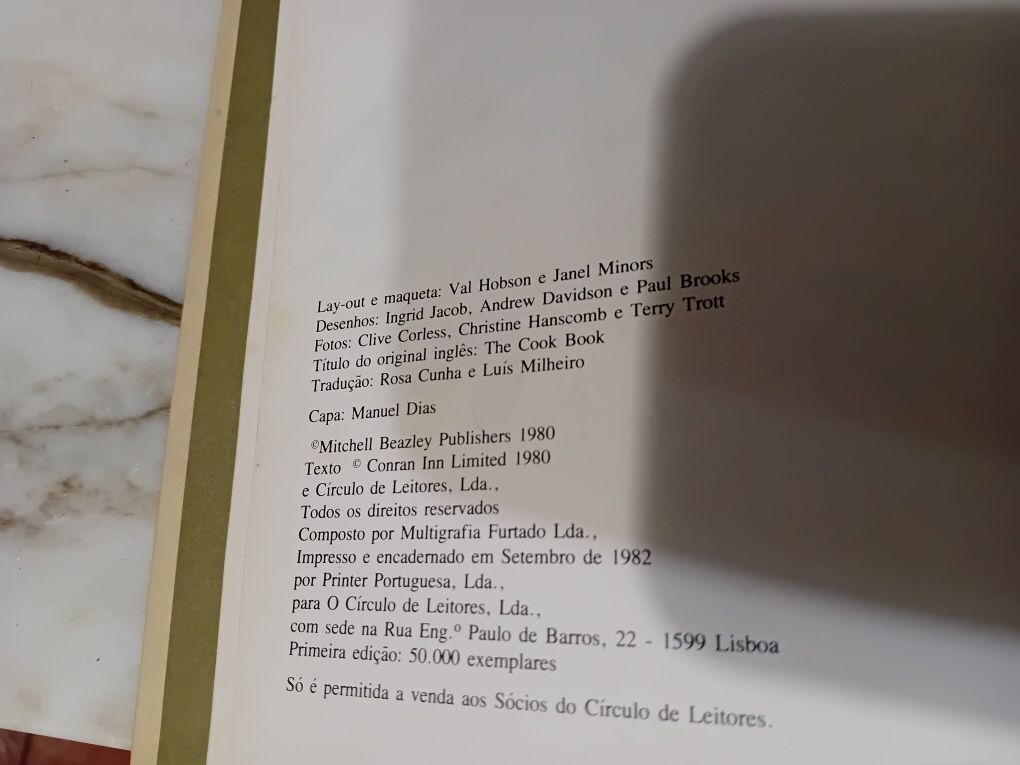 Lay-out e maqueta: Val Hobson e Janel Minors
Desenhos: Ingrid Jacob, Andrew Davidson e Paul Brooks
Fotos: Clive Corless, Christine Hanscomb e Terry Trott
Título do original inglês: The Cook Book
Tradução: Rosa Cunha e Luís Milheiro
Capa: Manuel Dias
©Mitchell Beazley Publishers 1980
Texto © Conran Inn Limited 1980
e Círculo de Leitores, Lda.,
Todos os direitos reservados
Composto por Multigrafia Furtado Lda.,
Impresso e encadernado em Setembro de 1982
por Printer Portuguesa, Lda.,
para O Círculo de Leitores, Lda.,
com sede na Rua Eng.º Paulo de Barros, 22 - 1599 Lisboa
Primeira edição: 50.000 exemplares
Só é permitida a venda aos Sócios do Círculo de Leitores.